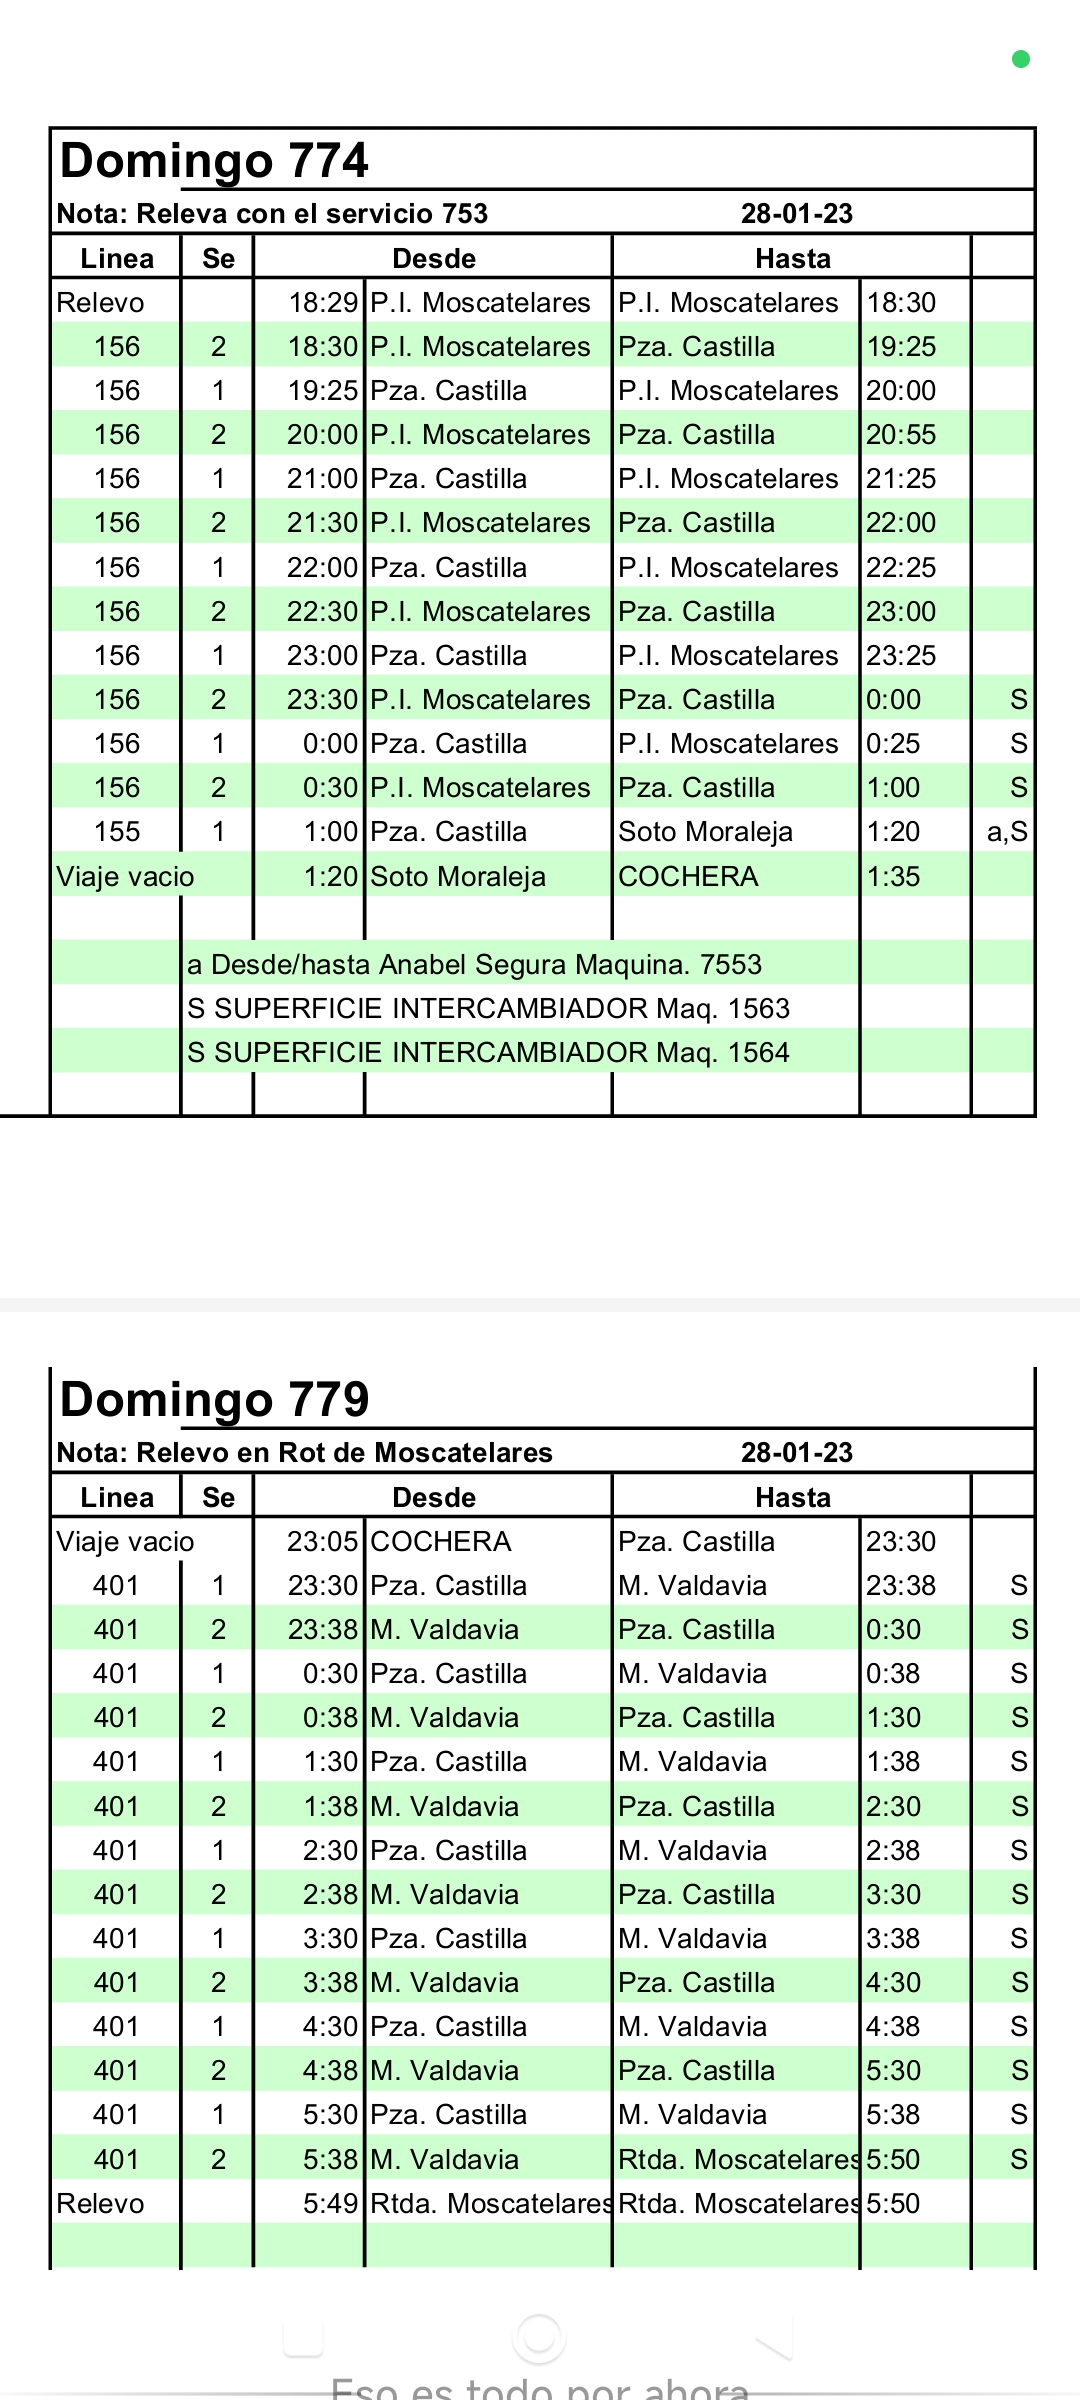 Domingo 774
Nota: Releva con el servicio 753 28-01-23
Linea Se Desde Hasta
Relevo 18:29 P.I. Moscatelares P.I. Moscatelares 18:30
156 2 18:30 P.I. Moscatelares Pza. Castilla 19:25
156 1 19:25 Pza. Castilla P.I. Moscatelares 20:00
156 2 20:00 P.I. Moscatelares Pza. Castilla 20:55
156 1 21:00 Pza. Castilla P.I. Moscatelares 21:25
156 2 21:30 P.I. Moscatelares Pza. Castilla 22:00
156 1 22:00 Pza. Castilla P.I. Moscatelares 22:25
156 2 22:30 P.I. Moscatelares Pza. Castilla 23:00
156 1 23:00 Pza. Castilla P.I. Moscatelares 23:25
156 2 23:30 P.I. Moscatelares Pza. Castilla 0:00 S
156 1 0:00 Pza. Castilla P.I. Moscatelares 0:25 S
156 2 0:30 P.I. Moscatelares Pza. Castilla 1:00 S
155 1 1:00 Pza. Castilla Soto Moraleja 1:20 a,S
Viaje vacio 1:20 Soto Moraleja COCHERA 1:35
a Desde/hasta Anabel Segura Maquina. 7553
S SUPERFICIE INTERCAMBIADOR Maq. 1563
S SUPERFICIE INTERCAMBIADOR Maq. 1564
Domingo 779
Nota: Relevo en Rot de Moscatelares 28-01-23
Linea Se Desde Hasta
Viaje vacio 23:05 COCHERA Pza. Castilla 23:30
401 1 23:30 Pza. Castilla M. Valdavia 23:38 S
401 2 23:38 M. Valdavia Pza. Castilla 0:30 S
401 1 0:30 Pza. Castilla M. Valdavia 0:38 S
401 2 0:38 M. Valdavia Pza. Castilla 1:30 S
401 1 1:30 Pza. Castilla M. Valdavia 1:38 S
401 2 1:38 M. Valdavia Pza. Castilla 2:30 S
401 1 2:30 Pza. Castilla M. Valdavia 2:38 S
401 2 2:38 M. Valdavia Pza. Castilla 3:30 S
401 1 3:30 Pza. Castilla M. Valdavia 3:38 S
401 2 3:38 M. Valdavia Pza. Castilla 4:30 S
401 1 4:30 Pza. Castilla M. Valdavia 4:38 S
401 2 4:38 M. Valdavia Pza. Castilla 5:30 S
401 1 5:30 Pza. Castilla M. Valdavia 5:38 S
401 2 5:38 M. Valdavia Rtda. Moscatelares 5:50 S
Relevo 5:49 Rtda. Moscatelares Rtda. Moscatelares 5:50
Eso es todo por ahora